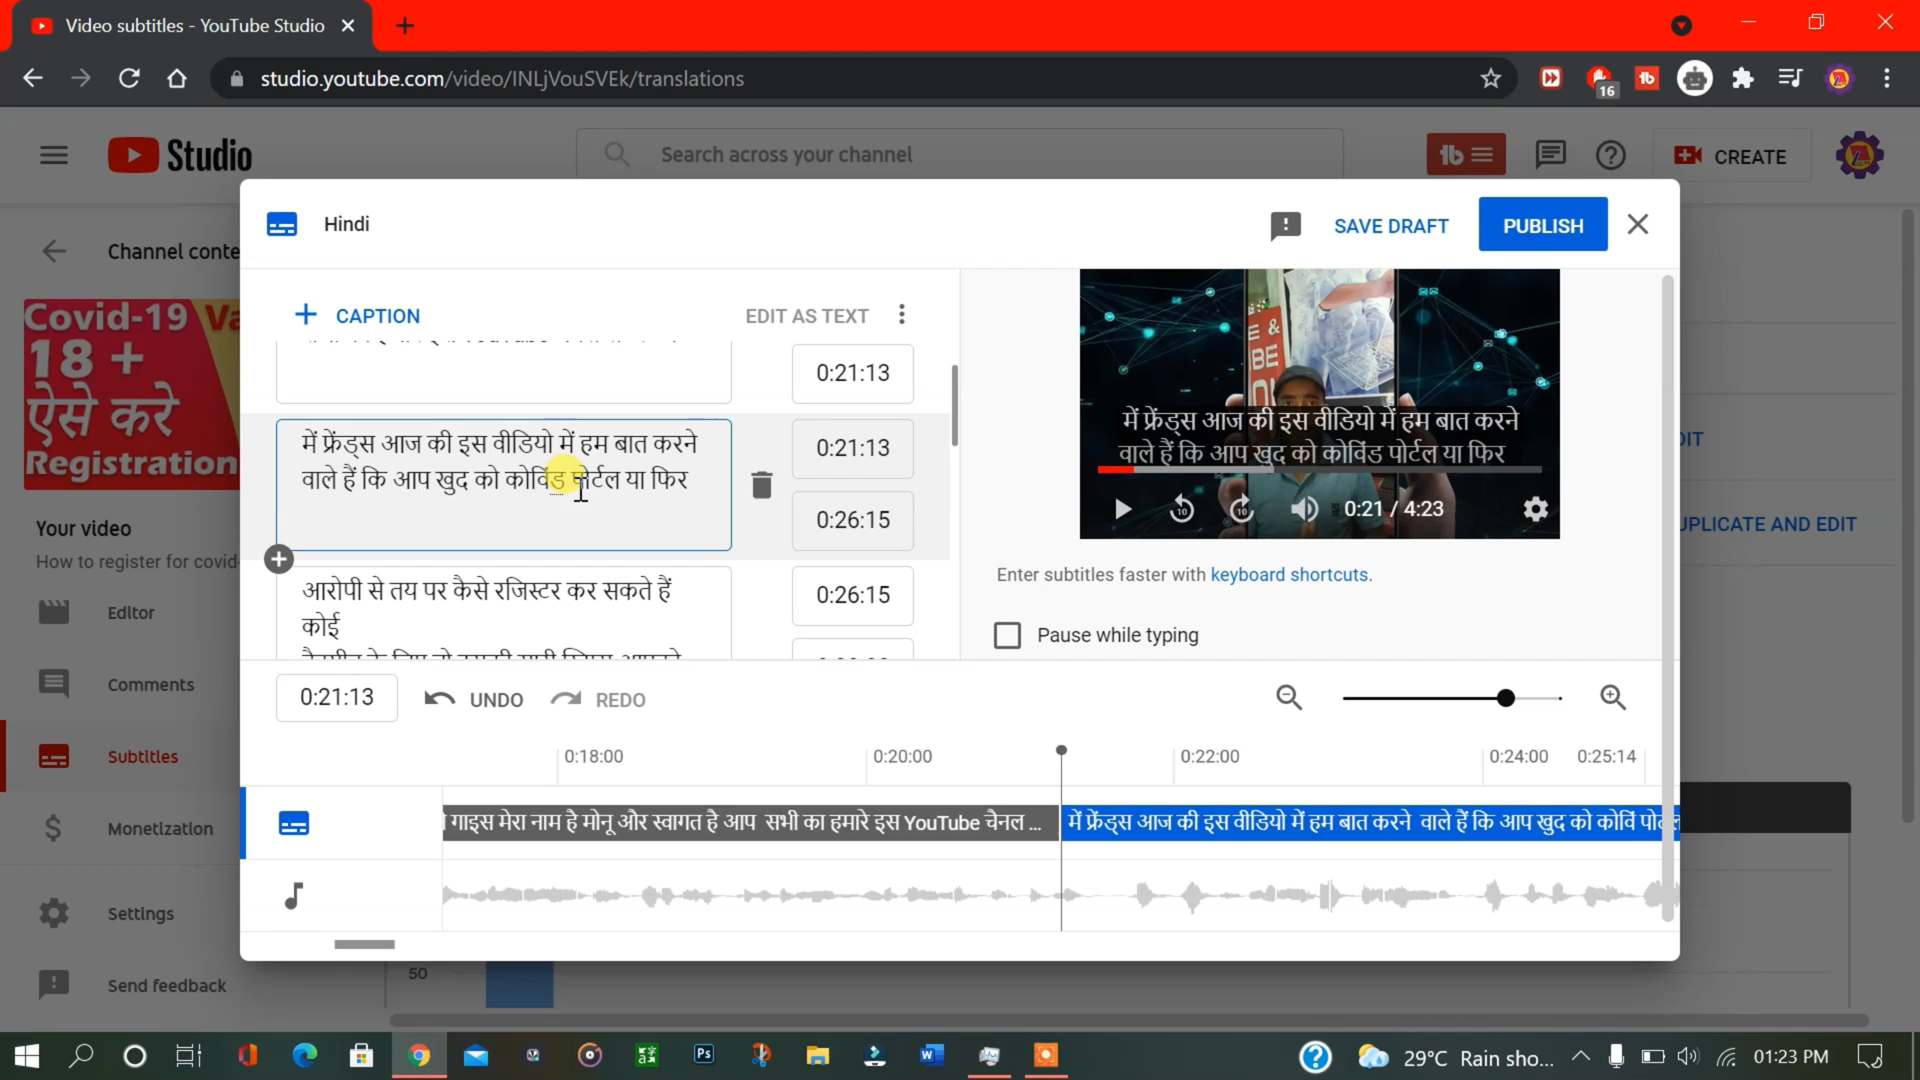 Video subtitles - YouTube Studio
studio.youtube.com/video/INLjVouSVEk/translations
16
Studio
Search across your channel
CREATE
Channel conte
Hindi
SAVE DRAFT
PUBLISH
Covid-19 Va
18 +
ऐसे करे
Registration
CAPTION
EDIT AS TEXT
0:21:13
में फ्रेंड्स आज की इस वीडियो में हम बात करने
वाले हैं कि आप खुद को कोविंड पोर्टल या फिर
0:21:13
0:26:15
आरोपी से तय पर कैसे रजिस्टर कर सकते हैं
कोई
0:26:15
में फ्रेंड्स आज की इस वीडियो में हम बात करने
वाले हैं कि आप खुद को कोविंड पोर्टल या फिर
0:21 / 4:23
Enter subtitles faster with keyboard shortcuts.
Pause while typing
DIT
UPLICATE AND EDIT
Your video
How to register for covid-
Editor
Comments
Subtitles
Monetization
Settings
Send feedback
0:21:13
UNDO
REDO
0:18:00
0:20:00
0:22:00
0:24:00
0:25:14
गाइस मेरा नाम है मोनू और स्वागत है आप सभी का हमारे इस YouTube चैनल ...
में फ्रेंड्स आज की इस वीडियो में हम बात करने वाले हैं कि आप खुद को कोविं
50
29°C Rain sho...
01:23 PM